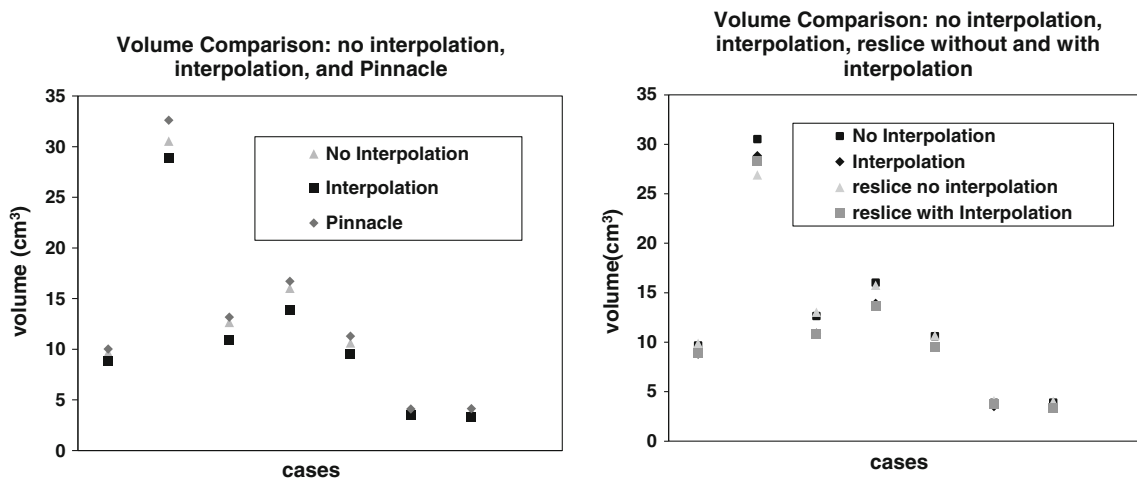 Volume Comparison: no interpolation,
interpolation, and Pinnacle
35
30
25
20
15
10
5
0
volume (cm³)
No Interpolation
Interpolation
Pinnacle
cases
Volume Comparison: no interpolation,
interpolation, reslice without and with
interpolation
35
30
25
20
15
10
5
0
volume(cm³)
No Interpolation
Interpolation
reslice no interpolation
reslice with Interpolation
cases